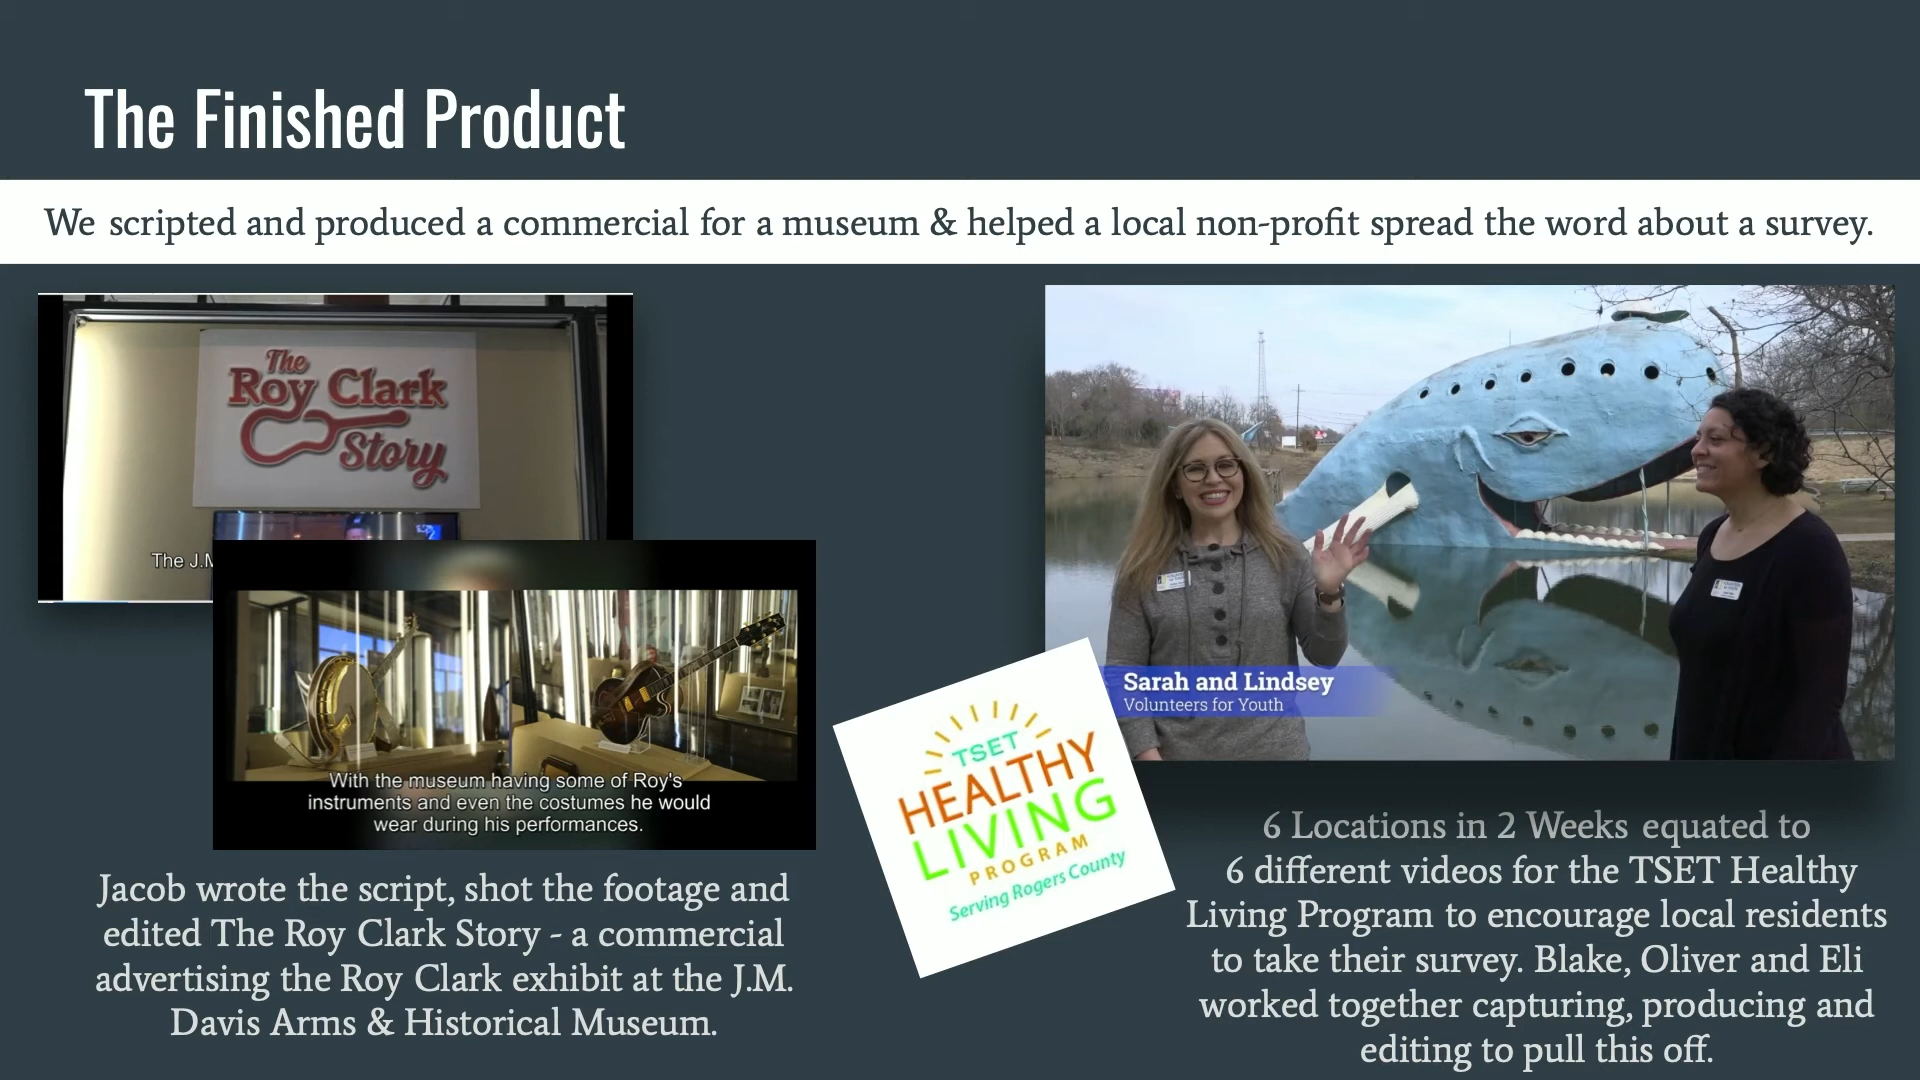 The Finished Product
We scripted and produced a commercial for a museum & helped a local non-profit spread the word about a survey.
The
Roy Clark
Story
The J.M
With the museum having some of Roy's
instruments and even the costumes he would
wear during his performances.
Jacob wrote the script, shot the footage and
edited The Roy Clark Story - a commercial
advertising the Roy Clark exhibit at the J.M.
Davis Arms & Historical Museum.
Sarah and Lindsey
Volunteers for Youth
TSET
HEALTHY
LIVING
PROGRAM
Serving Rogers County
6 Locations in 2 Weeks equated to
6 different videos for the TSET Healthy
Living Program to encourage local residents
to take their survey. Blake, Oliver and Eli
worked together capturing, producing and
editing to pull this off.